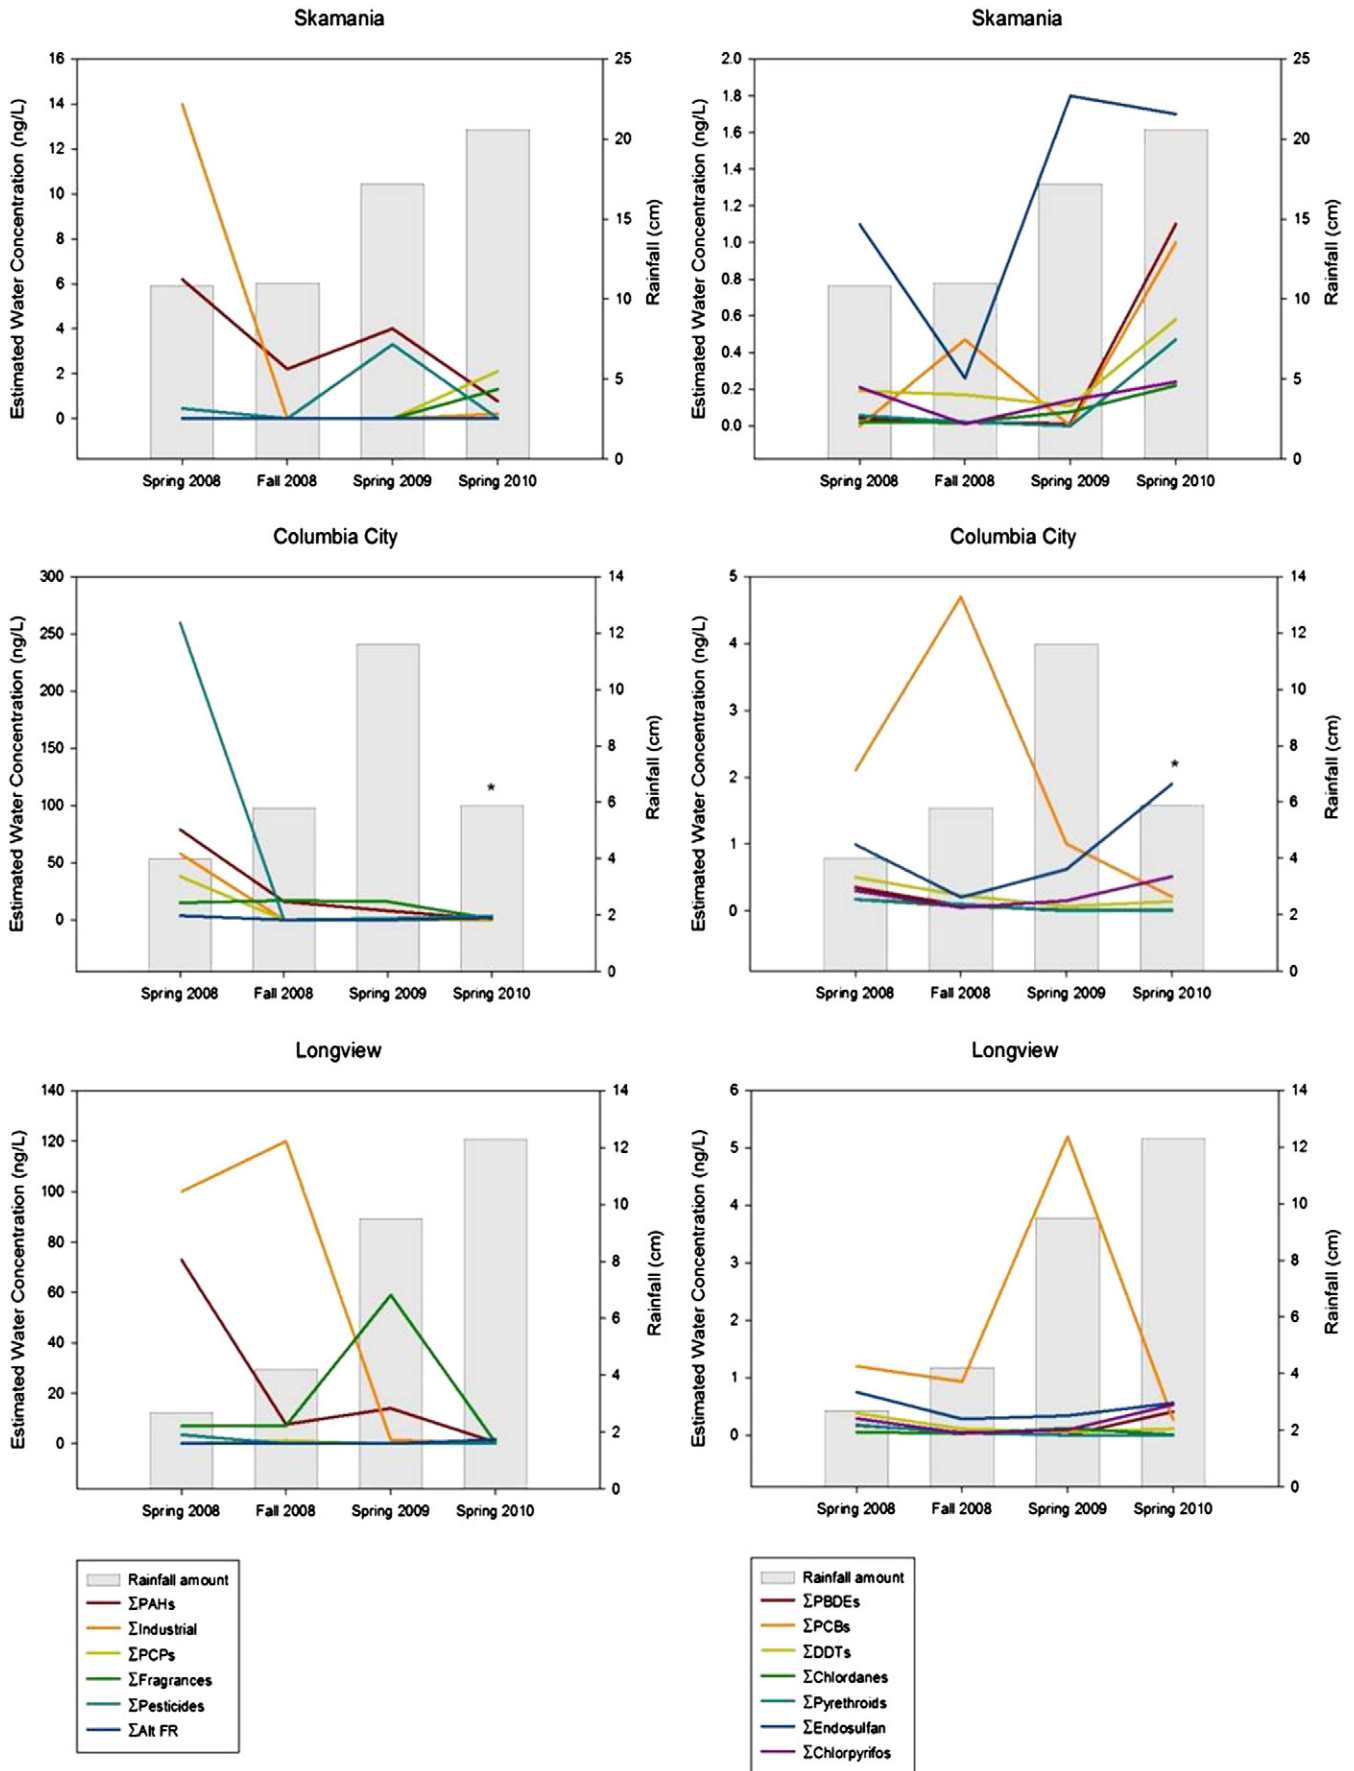 Skamania
Estimated Water Concentration (ng/L)
16
14
12
10
8
6
4
2
0
25
20
15
10
5
0
Rainfall (cm)
Spring 2008 Fall 2008 Spring 2009 Spring 2010
Skamania
Estimated Water Concentration (ng/L)
2.0
1.8
1.6
1.4
1.2
1.0
0.8
0.6
0.4
0.2
0.0
25
20
15
10
5
0
Rainfall (cm)
Spring 2008 Fall 2008 Spring 2009 Spring 2010
Columbia City
Estimated Water Concentration (ng/L)
300
250
200
150
100
50
0
14
12
10
8
6
4
2
0
Rainfall (cm)
*
Spring 2008 Fall 2008 Spring 2009 Spring 2010
Columbia City
Estimated Water Concentration (ng/L)
5
4
3
2
1
0
14
12
10
8
6
4
2
0
Rainfall (cm)
*
Spring 2008 Fall 2008 Spring 2009 Spring 2010
Longview
Estimated Water Concentration (ng/L)
140
120
100
80
60
40
20
0
14
12
10
8
6
4
2
0
Rainfall (cm)
Spring 2008 Fall 2008 Spring 2009 Spring 2010
Longview
Estimated Water Concentration (ng/L)
6
5
4
3
2
1
0
14
12
10
8
6
4
2
0
Rainfall (cm)
Spring 2008 Fall 2008 Spring 2009 Spring 2010
Rainfall amount
ΣPAHs
ΣIndustrial
ΣPCPs
ΣFragrances
ΣPesticides
ΣAlt FR
Rainfall amount
ΣPBDEs
ΣPCBs
ΣDDTs
ΣChlordanes
ΣPyrethroids
ΣEndosulfan
ΣChlorpyrifos